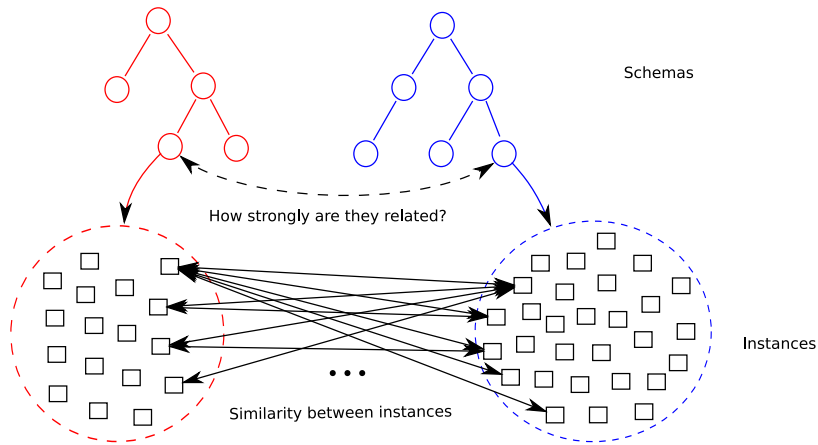 Schemas
How strongly are they related?
Instances
Similarity between instances